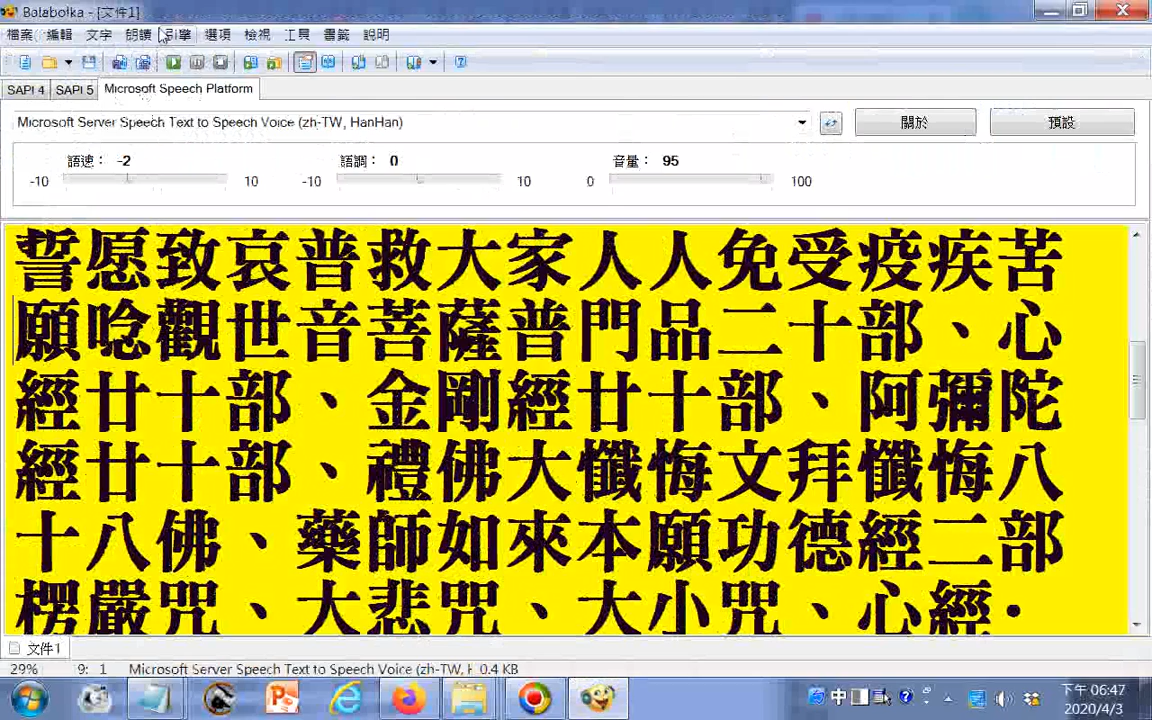 Balabolka - [文件1]
檔案 編輯 文字 朗讀 引擎 選項 檢視 工具 書籤 說明
SAPI 4 SAPI 5 Microsoft Speech Platform
Microsoft Server Speech Text to Speech Voice (zh-TW, HanHan)
關於 預設
語速: -2 語調: 0 音量: 95
-10 10 -10 10 0 100
誓愿致哀普救大家人人免受疫疾苦
願唸觀世音菩薩普門品二十部、心
經廿十部、金剛經廿十部、阿彌陀
經廿十部、禮佛大懺悔文拜懺悔八
十八佛、藥師如來本願功德經二部
楞嚴咒、大悲咒、大小咒、心經·
文件1
29% 9: 1 Microsoft Server Speech Text to Speech Voice (zh-TW, H 0.4 KB
中
下午 06:47
2020/4/3